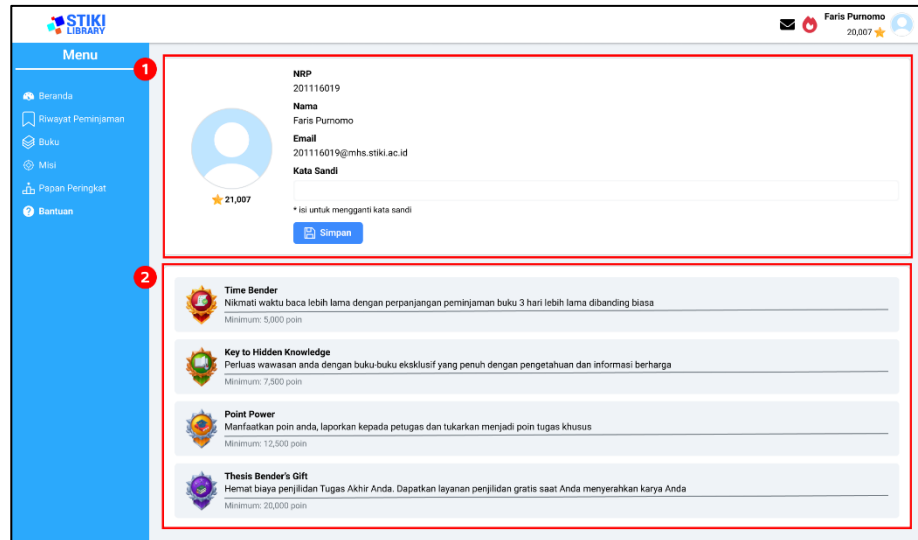 STIKI
LIBRARY
Faris Purnomo
20,007
Menu
Beranda
Riwayat Peminjaman
Buku
Misi
Papan Peringkat
Bantuan
1
NRP
201116019
Nama
Faris Purnomo
Email
201116019@mhs.stiki.ac.id
Kata Sandi
21,007
* isi untuk mengganti kata sandi
Simpan
2
Time Bender
Nikmati waktu baca lebih lama dengan perpanjangan peminjaman buku 3 hari lebih lama dibanding biasa
Minimum: 5,000 poin
Key to Hidden Knowledge
Perluas wawasan anda dengan buku-buku eksklusif yang penuh dengan pengetahuan dan informasi berharga
Minimum: 7,500 poin
Point Power
Manfaatkan poin anda, laporkan kepada petugas dan tukarkan menjadi poin tugas khusus
Minimum: 12,500 poin
Thesis Bender's Gift
Hemat biaya penjilidan Tugas Akhir Anda. Dapatkan layanan penjilidan gratis saat Anda menyerahkan karya Anda
Minimum: 20,000 poin